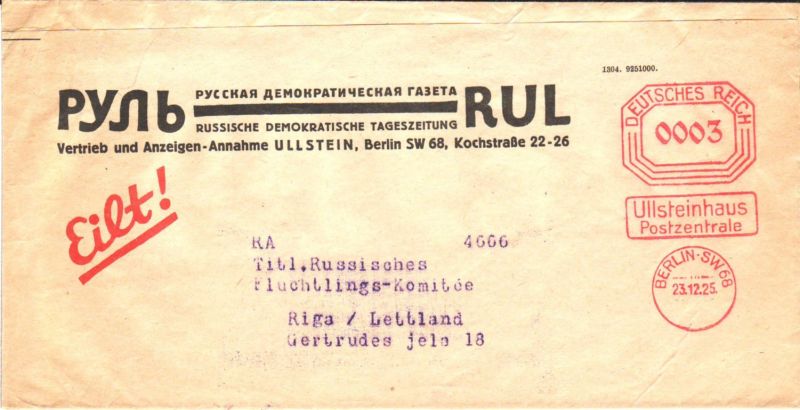 1304. 9251000.
РУЛЬ РУССКАЯ ДЕМОКРАТИЧЕСКАЯ ГАЗЕТА RUL
RUSSISCHE DEMOKRATISCHE TAGESZEITUNG
Vertrieb und Anzeigen-Annahme ULLSTEIN, Berlin SW 68, Kochstraße 22-26
Eilt!
DEUTSCHES REICH
0003
Ullsteinhaus
Postzentrale
BERLIN-SW68
23.12.25.
RA 4606
Titl.Russisches
Fluchtlings-Komitée
Riga / Lettland
Gertrudes jela 18